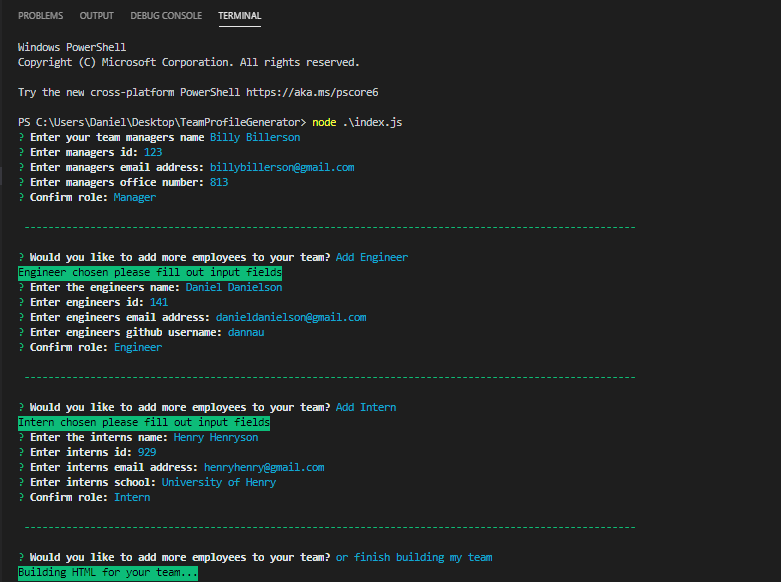 PROBLEMS OUTPUT DEBUG CONSOLE TERMINAL
Windows PowerShell
Copyright (C) Microsoft Corporation. All rights reserved.
Try the new cross-platform PowerShell https://aka.ms/pscore6
PS C:\Users\Daniel\Desktop\TeamProfileGenerator> node .\index.js
? Enter your team managers name Billy Billerson
? Enter managers id: 123
? Enter managers email address: billybillerson@gmail.com
? Enter managers office number: 813
? Confirm role: Manager
------------------------------------------------------------------------------------------------------
? Would you like to add more employees to your team? Add Engineer
Engineer chosen please fill out input fields
? Enter the engineers name: Daniel Danielson
? Enter engineers id: 141
? Enter engineers email address: danieldanielson@gmail.com
? Enter engineers github username: dannau
? Confirm role: Engineer
------------------------------------------------------------------------------------------------------
? Would you like to add more employees to your team? Add Intern
Intern chosen please fill out input fields
? Enter the interns name: Henry Henryson
? Enter interns id: 929
? Enter interns email address: henryhenry@gmail.com
? Enter interns school: University of Henry
? Confirm role: Intern
------------------------------------------------------------------------------------------------------
? Would you like to add more employees to your team? or finish building my team
Building HTML for your team...